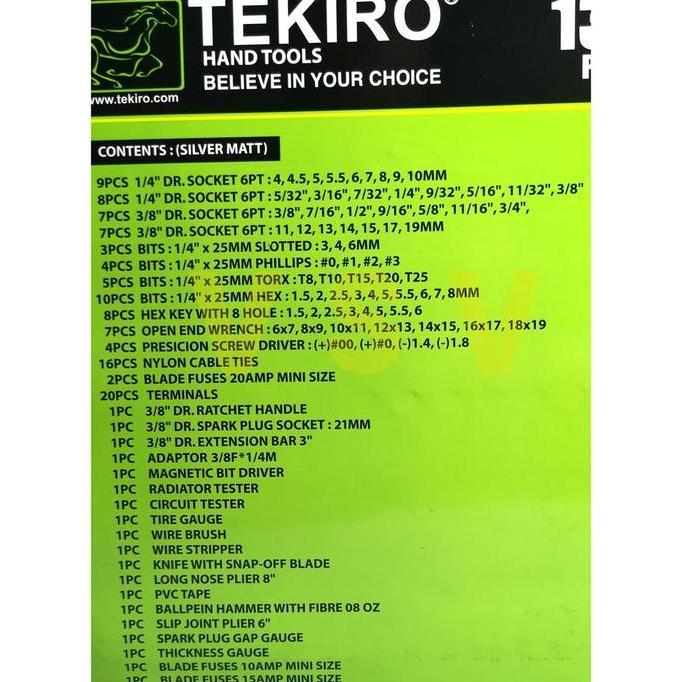 TEKIRO®
HAND TOOLS
BELIEVE IN YOUR CHOICE
www.tekiro.com
CONTENTS : (SILVER MATT)
9PCS 1/4" DR. SOCKET 6PT : 4, 4.5, 5, 5.5, 6, 7, 8, 9, 10MM
8PCS 1/4" DR. SOCKET 6PT : 5/32", 3/16", 7/32", 1/4", 9/32", 5/16", 11/32", 3/8"
7PCS 3/8" DR. SOCKET 6PT : 3/8", 7/16", 1/2", 9/16", 5/8", 11/16", 3/4",
7PCS 3/8" DR. SOCKET 6PT : 11, 12, 13, 14, 15, 17, 19MM
3PCS BITS : 1/4" x 25MM SLOTTED : 3, 4, 6MM
4PCS BITS : 1/4" x 25MM PHILLIPS : #0, #1, #2, #3
5PCS BITS : 1/4" x 25MM TORX : T8, T10, T15, T20, T25
10PCS BITS : 1/4" x 25MM HEX : 1.5, 2, 2.5, 3, 4, 5, 5.5, 6, 7, 8MM
8PCS HEX KEY WITH 8 HOLE : 1.5, 2, 2.5, 3, 4, 5, 5.5, 6
7PCS OPEN END WRENCH : 6x7, 8x9, 10x11, 12x13, 14x15, 16x17, 18x19
4PCS PRESICION SCREW DRIVER : (+)#00, (+)#0, (-)1.4, (-)1.8
16PCS NYLON CABLE TIES
2PCS BLADE FUSES 20AMP MINI SIZE
20PCS TERMINALS
1PC 3/8" DR. RATCHET HANDLE
1PC 3/8" DR. SPARK PLUG SOCKET : 21MM
1PC 3/8" DR. EXTENSION BAR 3"
1PC ADAPTOR 3/8F*1/4M
1PC MAGNETIC BIT DRIVER
1PC RADIATOR TESTER
1PC CIRCUIT TESTER
1PC TIRE GAUGE
1PC WIRE BRUSH
1PC WIRE STRIPPER
1PC KNIFE WITH SNAP-OFF BLADE
1PC LONG NOSE PLIER 8"
1PC PVC TAPE
1PC BALLPEIN HAMMER WITH FIBRE 08 OZ
1PC SLIP JOINT PLIER 6"
1PC SPARK PLUG GAP GAUGE
1PC THICKNESS GAUGE
1PC BLADE FUSES 10AMP MINI SIZE
1PC BLADE FUSES 15AMP MINI SIZE